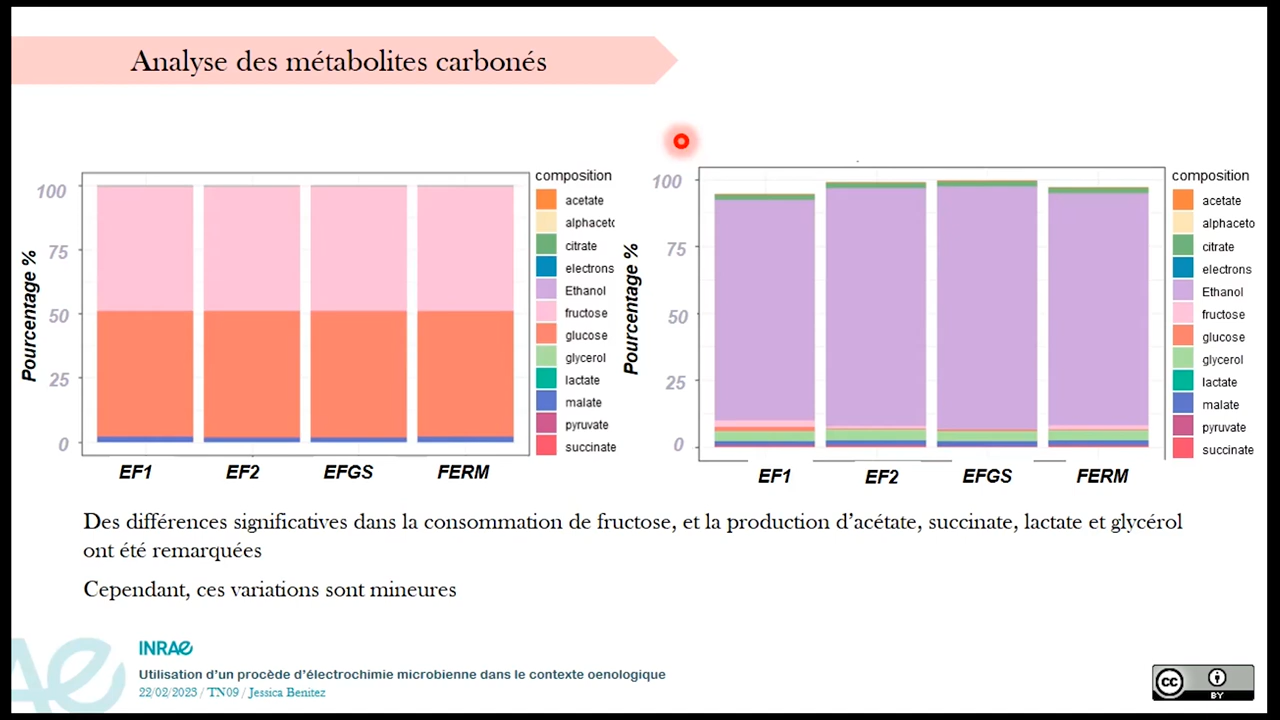 Analyse des métabolites carbonés
Pourcentage %
100
75
50
25
0
EF1 EF2 EFGS FERM
composition
acetate
alphaceto
citrate
electrons
Ethanol
fructose
glucose
glycerol
lactate
malate
pyruvate
succinate
Pourcentage %
100
75
50
25
0
EF1 EF2 EFGS FERM
composition
acetate
alphaceto
citrate
electrons
Ethanol
fructose
glucose
glycerol
lactate
malate
pyruvate
succinate
Des différences significatives dans la consommation de fructose, et la production d'acétate, succinate, lactate et glycérol
ont été remarquées
Cependant, ces variations sont mineures
INRAE
Utilisation d'un procède d'électrochimie microbienne dans le contexte oenologique
22/02/2023 / TN09 / Jessica Benitez
CC BY